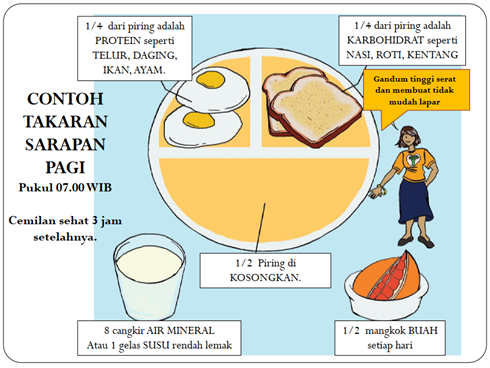 1/4 dari piring adalah
PROTEIN seperti
TELUR, DAGING,
IKAN, AYAM.
1/4 dari piring adalah
KARBOHIDRAT seperti
NASI, ROTI, KENTANG
Gandum tinggi serat
dan membuat tidak
mudah lapar
CONTOH
TAKARAN
SARAPAN
PAGI
Pukul 07.00 WIB
Cemilan sehat 3 jam
setelahnya.
1/2 Piring di
KOSONGKAN.
8 cangkir AIR MINERAL
Atau 1 gelas SUSU rendah lemak
1/2 mangkok BUAH
setiap hari